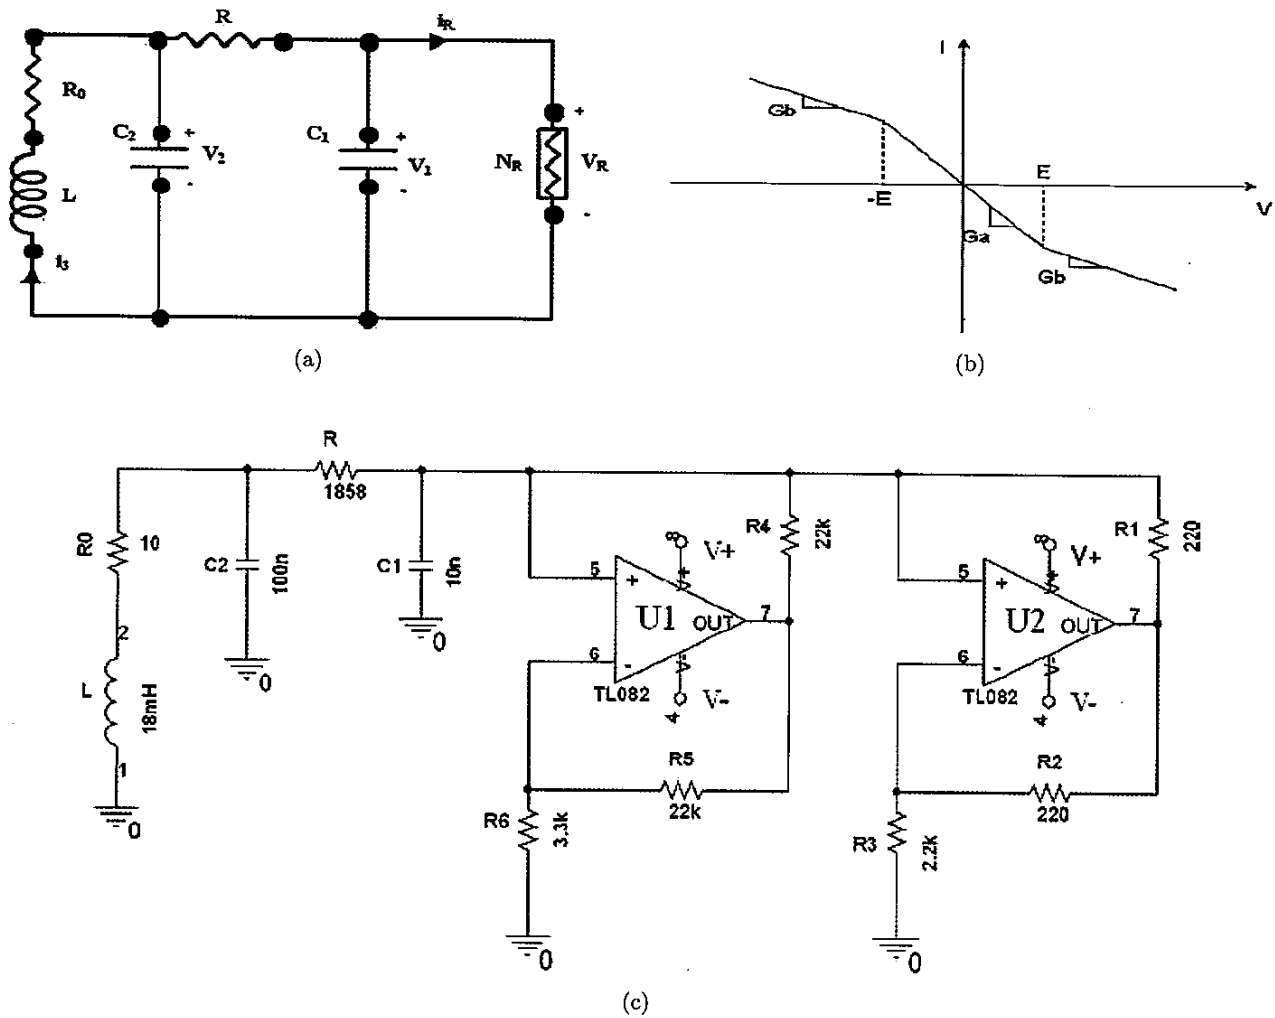 R
iR
R0
C2
+
V2
-
C1
+
V1
-
NR
+
VR
-
L
i3
(a)
I
Gb
-E
E
V
Ga
Gb
(b)
R
1858
R0
10
C2
100n
C1
10n
0
0
2
L
18mH
1
0
R4
22k
8
V+
V+
5
+
U1
OUT
7
6
-
TL082
V-
V-
4
R5
22k
R6
3.3k
0
R1
220
8
V+
V+
5
+
U2
OUT
7
6
-
TL082
V-
V-
4
R2
220
R3
2.2k
0
(c)